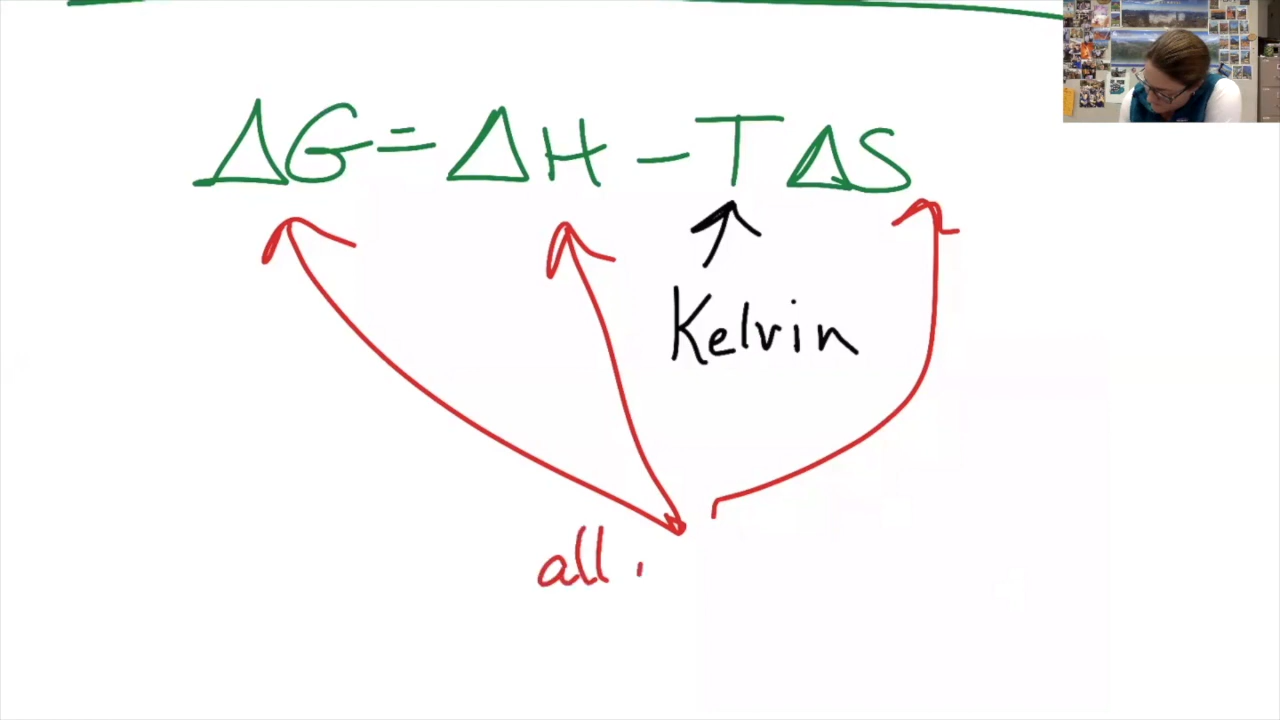 ΔG = ΔH - TΔS
Kelvin
all